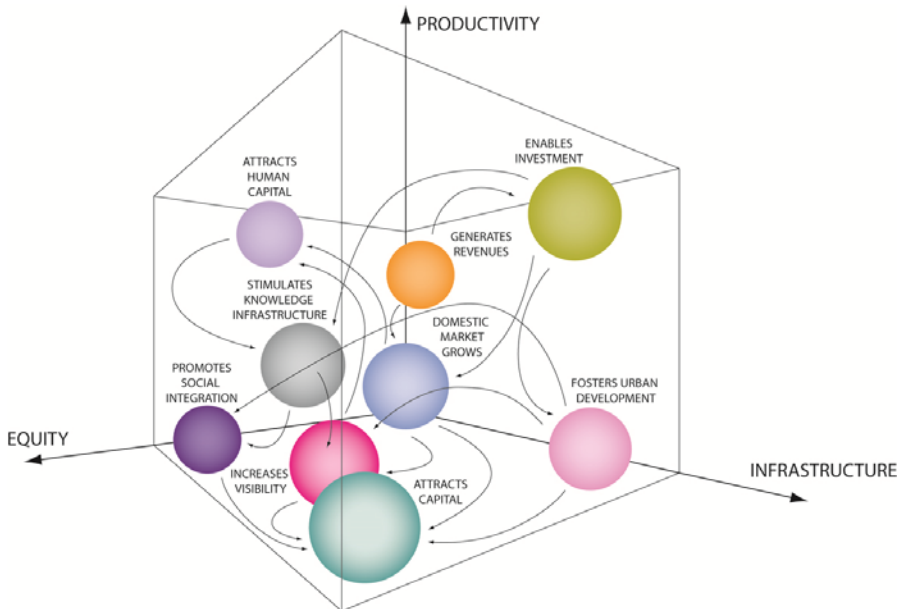 PRODUCTIVITY
ENABLES
INVESTMENT
ATTRACTS
HUMAN
CAPITAL
GENERATES
REVENUES
STIMULATES
KNOWLEDGE
INFRASTRUCTURE
DOMESTIC
MARKET
GROWS
PROMOTES
SOCIAL
INTEGRATION
FOSTERS URBAN
DEVELOPMENT
EQUITY
INFRASTRUCTURE
INCREASES
VISIBILITY
ATTRACTS
CAPITAL